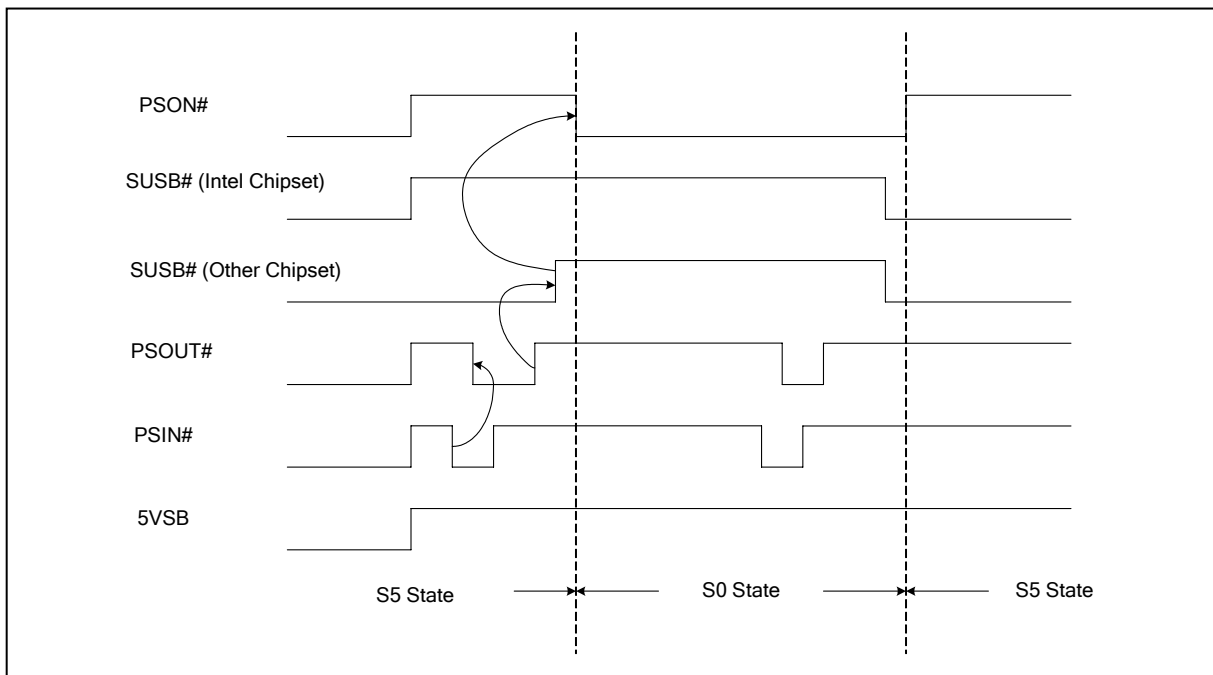 PSON#
SUSB# (Intel Chipset)
SUSB# (Other Chipset)
PSOUT#
PSIN#
5VSB
S5 State
S0 State
S5 State